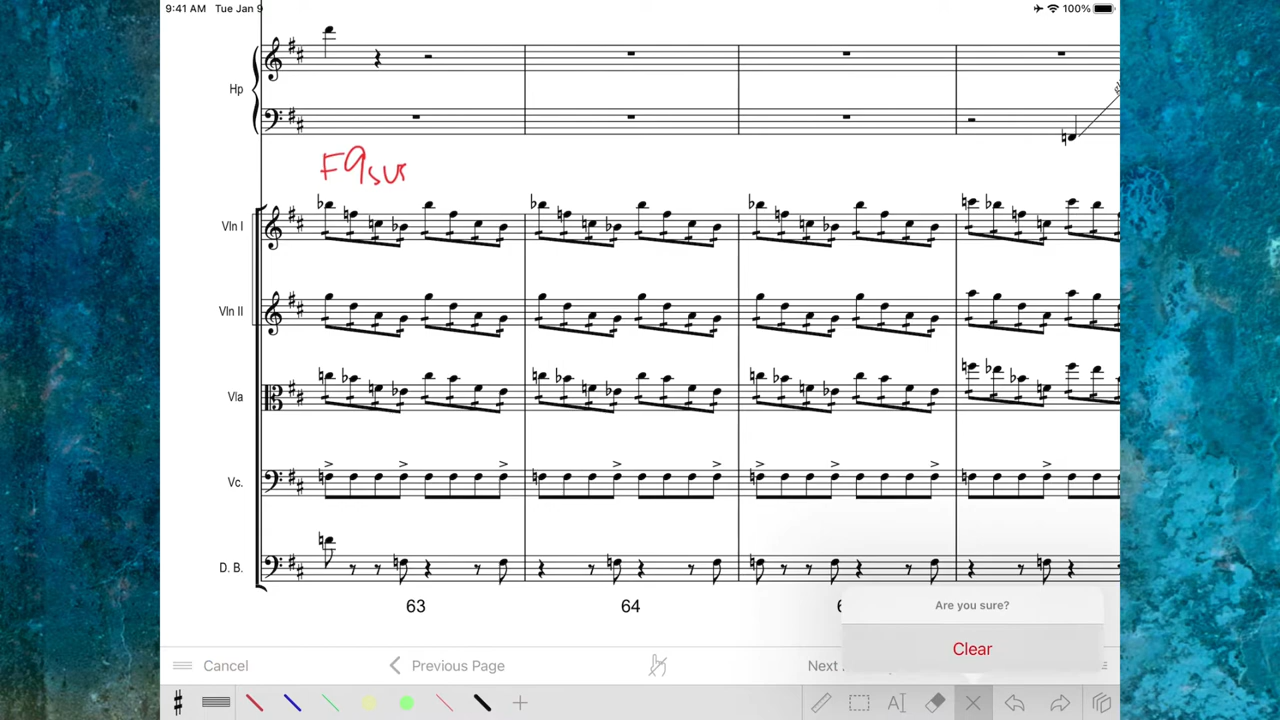 9:41 AM Tue Jan 9
100%
Hp
F9sus
Vln I
Vln II
Vla
Vc.
D. B.
63
64
6
Are you sure?
Clear
Cancel
Previous Page
Next